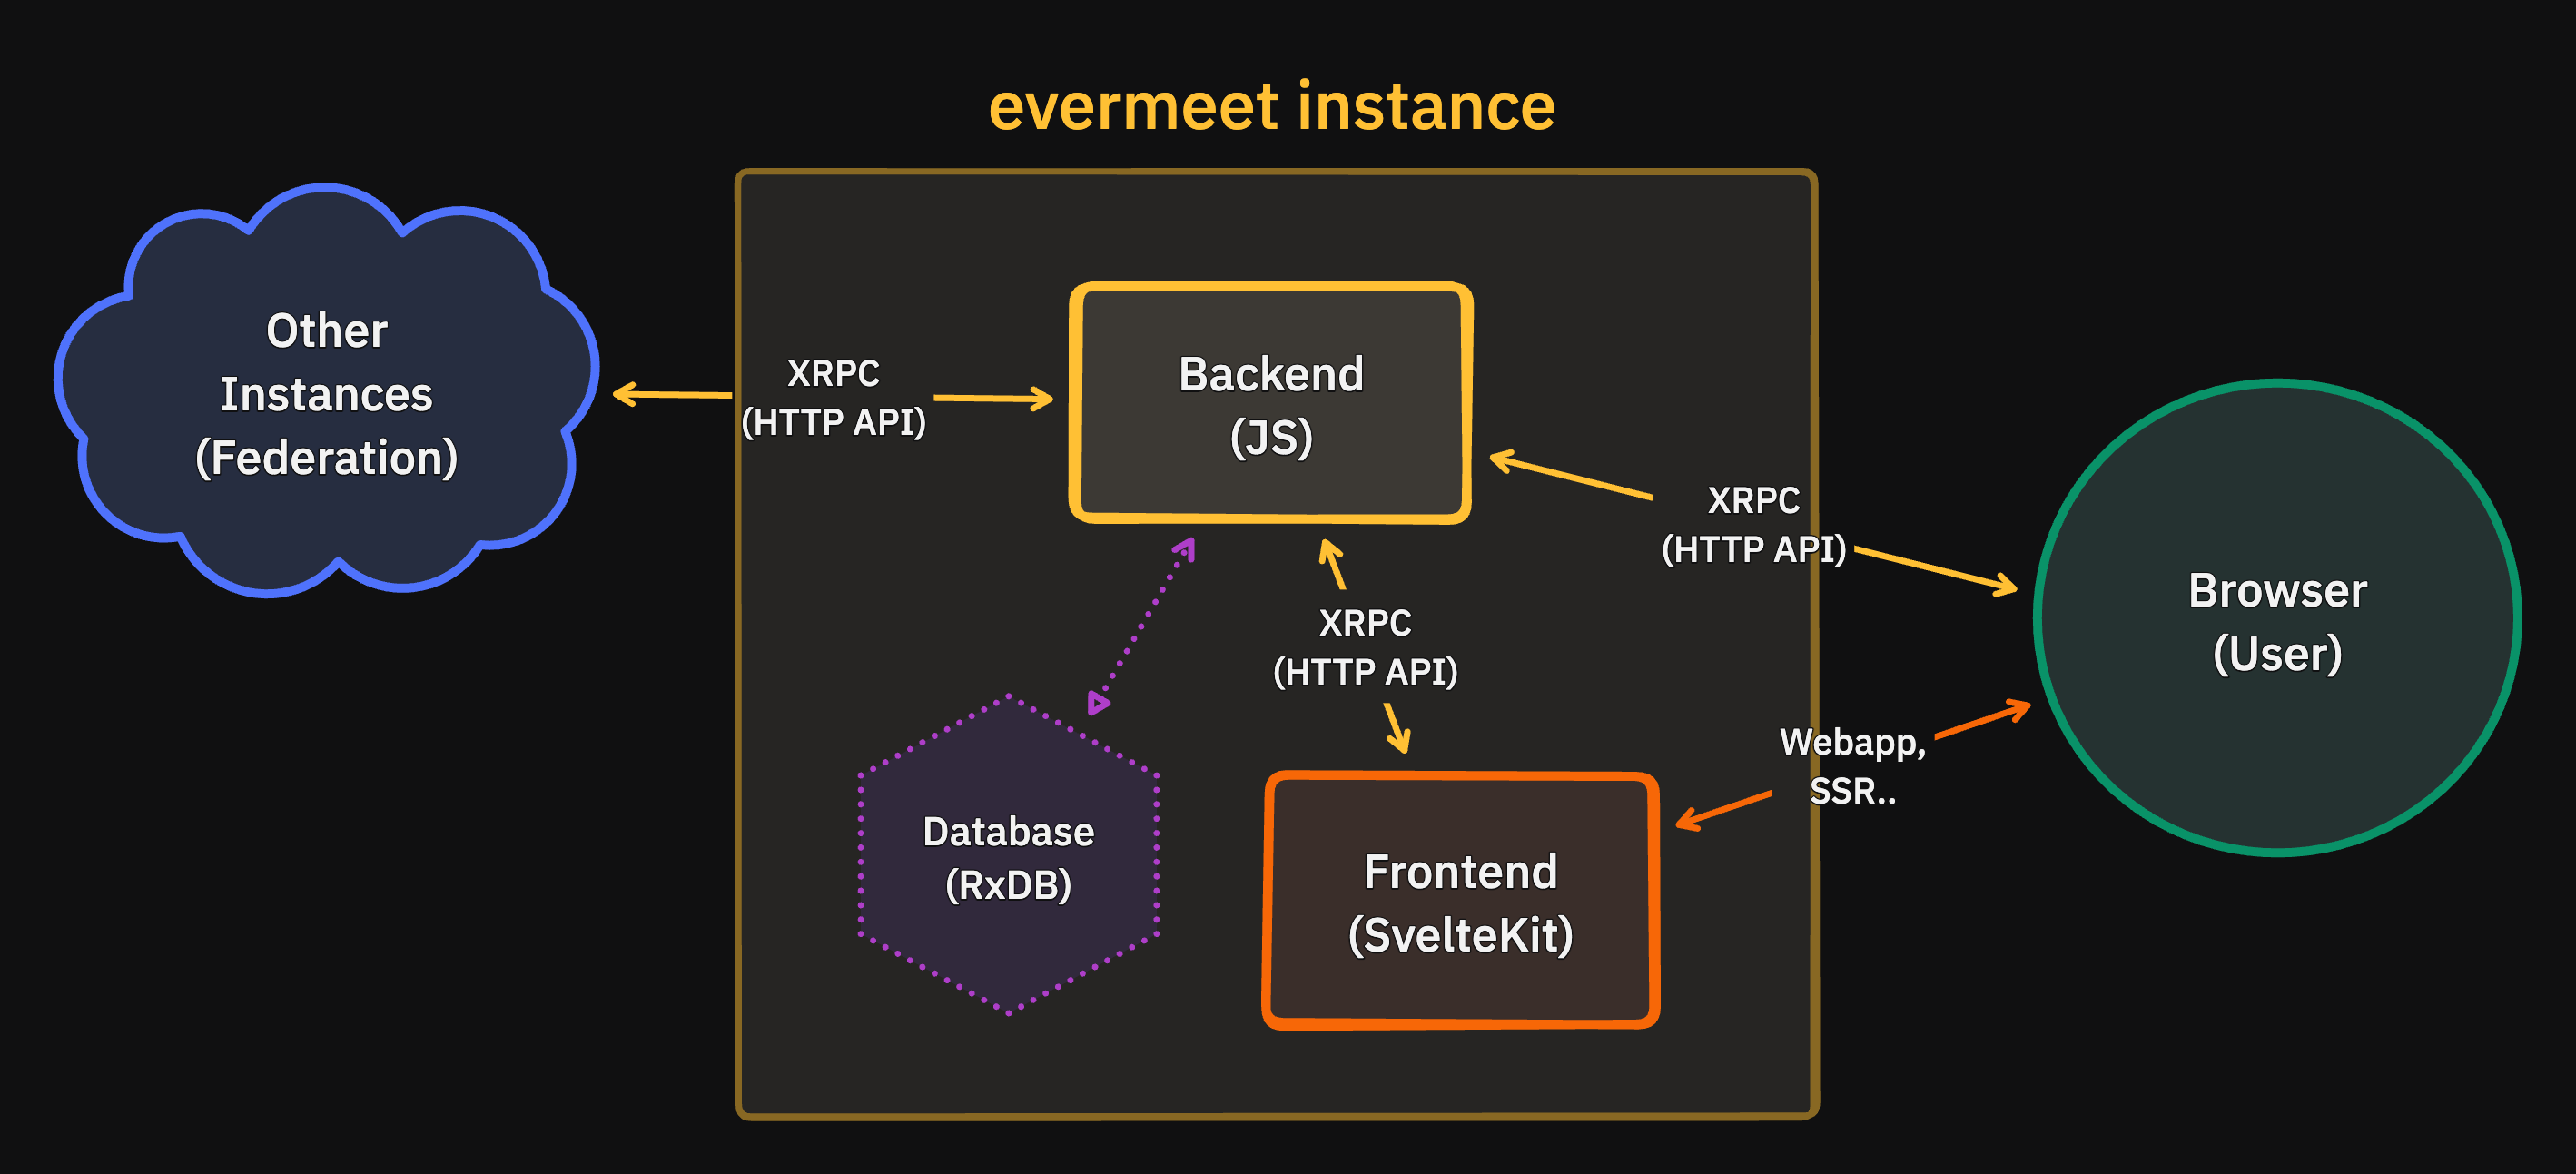 evermeet instance
Other
Instances
(Federation)
XRPC
(HTTP API)
Backend
(JS)
XRPC
(HTTP API)
Browser
(User)
XRPC
(HTTP API)
Webapp,
SSR..
Database
(RxDB)
Frontend
(SvelteKit)